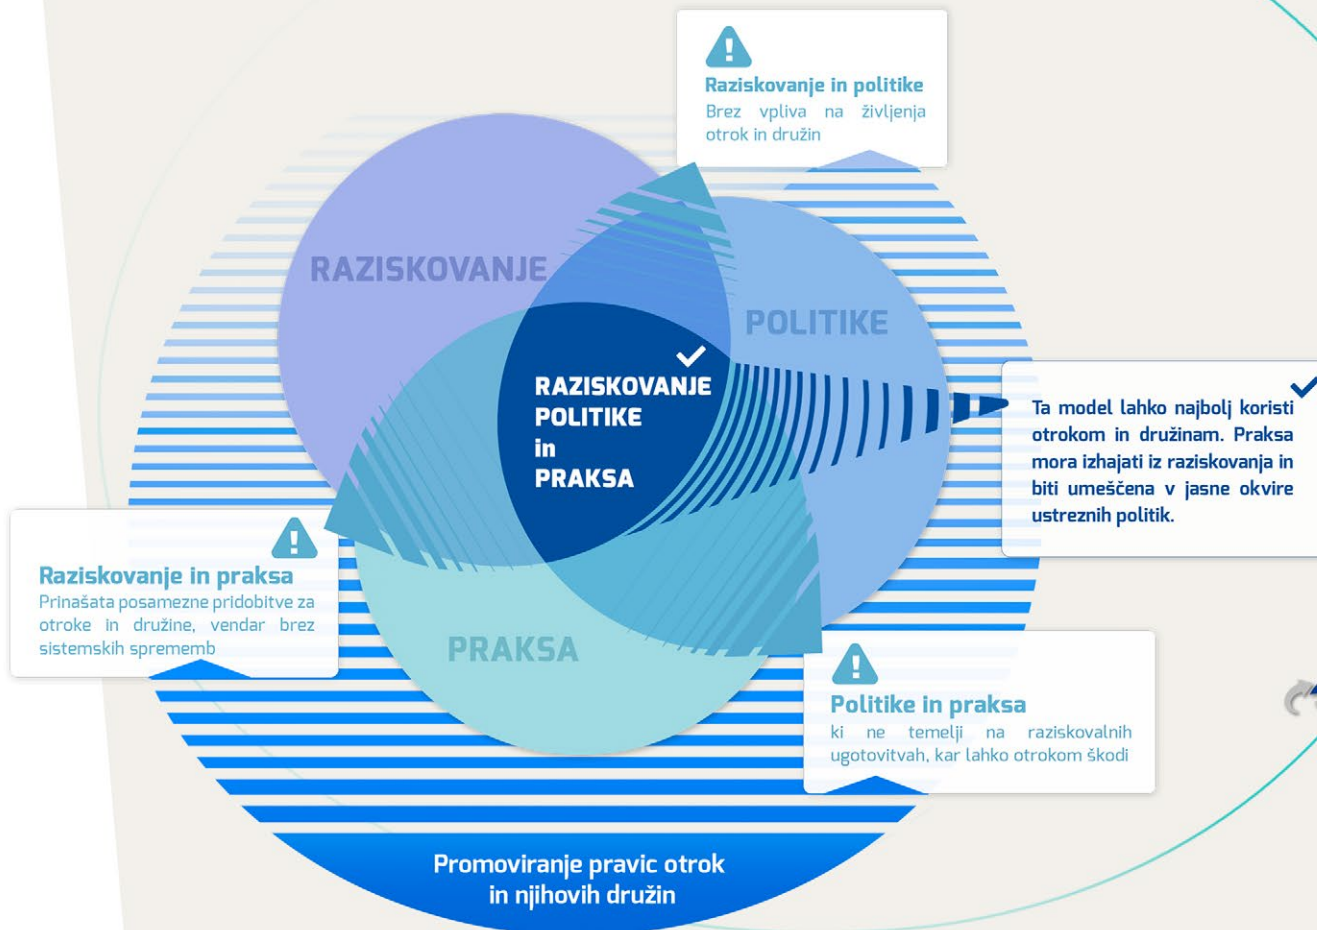 Raziskovanje in politike
Brez vpliva na življenja
otrok in družin
RAZISKOVANJE
POLITIKE
RAZISKOVANJE
POLITIKE
in
PRAKSA
Ta model lahko najbolj koristi
otrokom in družinam. Praksa
mora izhajati iz raziskovanja in
biti umeščena v jasne okvire
ustreznih politik.
Raziskovanje in praksa
Prinašata posamezne pridobitve za
otroke in družine, vendar brez
sistemskih sprememb
PRAKSA
Politike in praksa
ki ne temelji na raziskovalnih
ugotovitvah, kar lahko otrokom škodi
Promoviranje pravic otrok
in njihovih družin